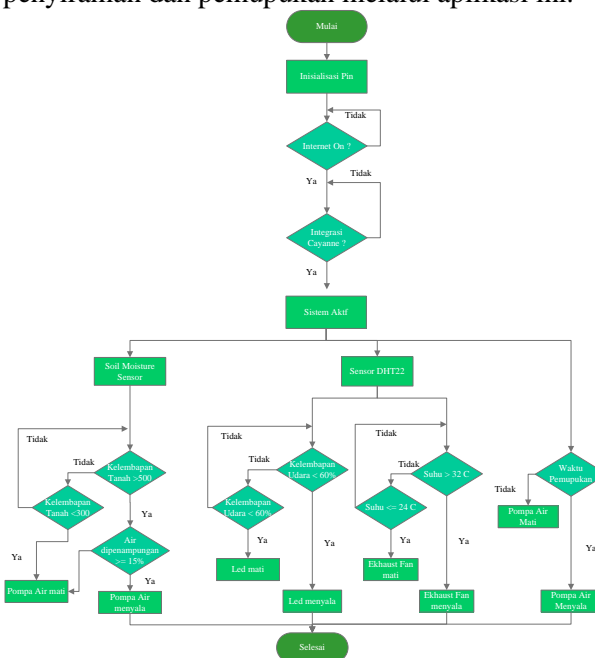 penyiraman dan pemupukan melalui aplikasi ini.
Mulai
Inisialisasi Pin
Tidak
Internet On ?
Ya
Tidak
Integrasi
Cayanne ?
Ya
Sistem Aktf
Soil Moisture
Sensor
Sensor DHT22
Tidak
Kelembapan
Tanah >500
Tidak
Kelembapan
Tanah <300
Ya
Ya
Air
dipenampungan
>= 15%
Ya
Pompa Air mati
Pompa Air
menyala
Tidak
Kelembapan
Udara < 60%
Tidak
Kelembapan
Udara < 60%
Ya
Ya
Led mati
Led menyala
Tidak
Suhu > 32 C
Tidak
Suhu <= 24 C
Ya
Ya
Ekhaust Fan
mati
Ekhaust Fan
menyala
Waktu
Pemupukan
Tidak
Pompa Air
Mati
Ya
Ya
Pompa Air
Menyala
Selesai